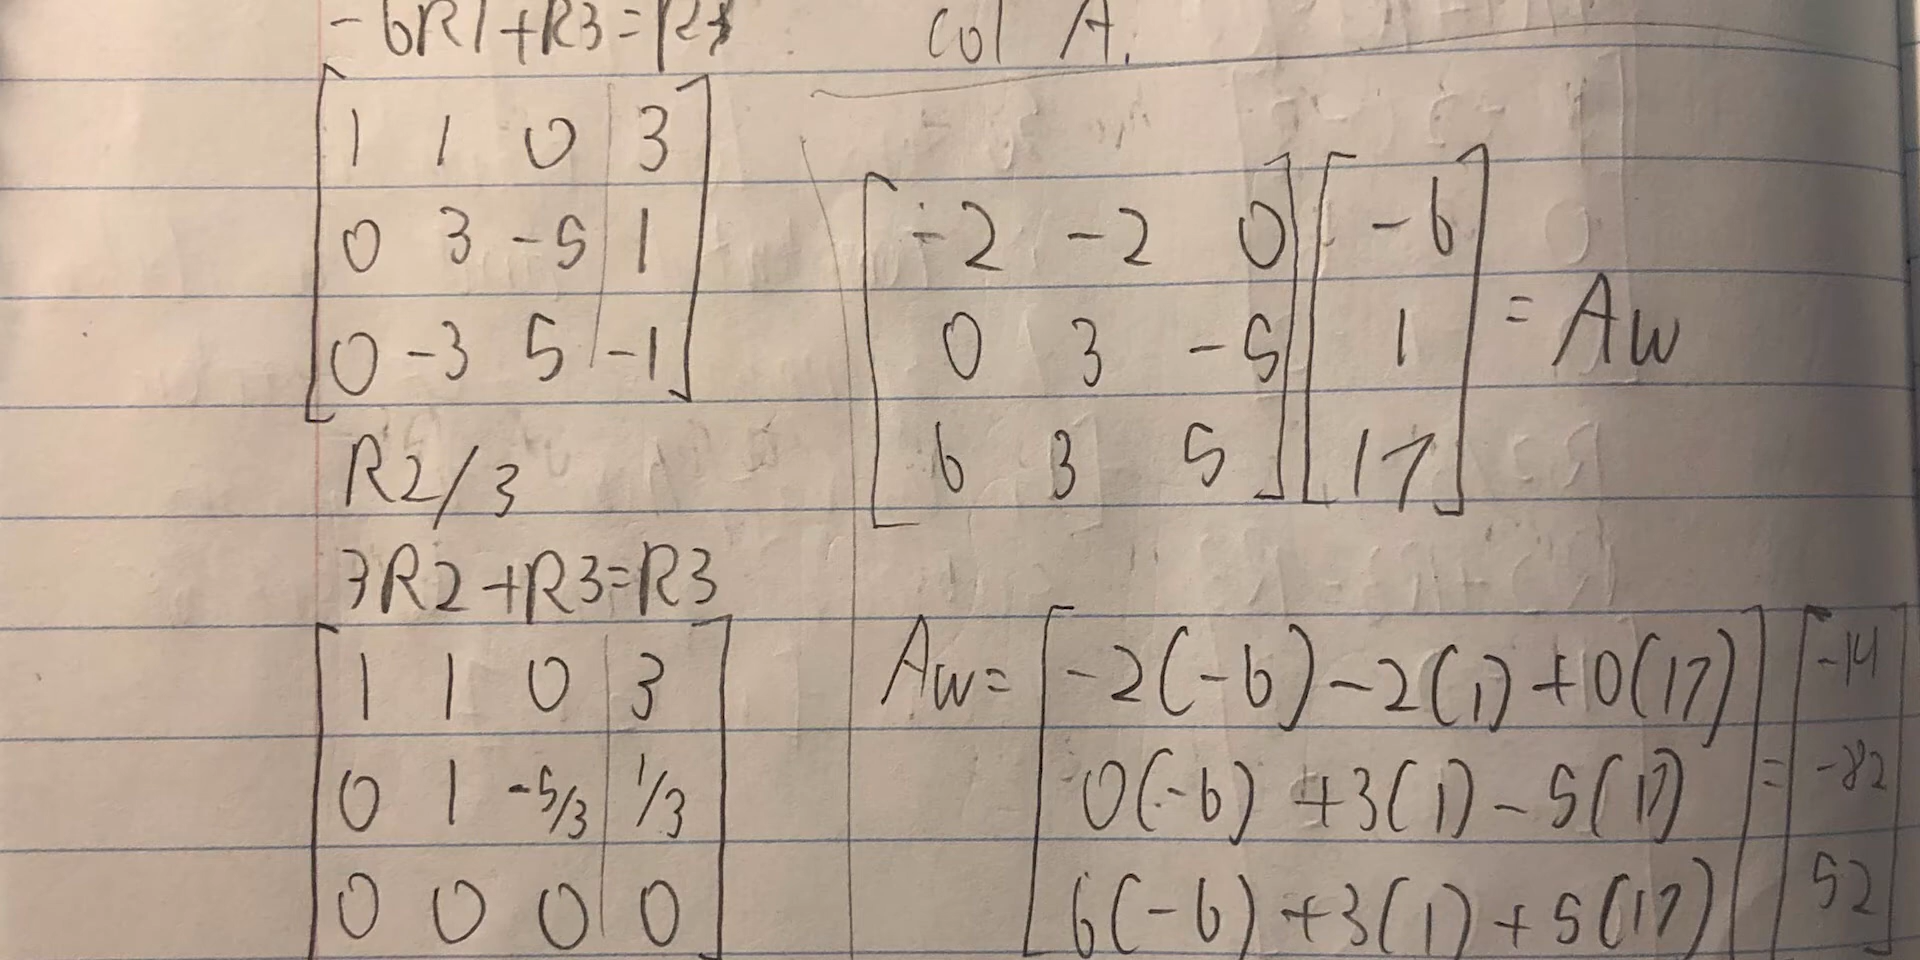 -6R1+R3=R3
1 1 0 3
0 3 -5 1
0 -3 5 -1
R2/3
3R2+R3=R3
1 1 0 3
0 1 -5/3 1/3
0 0 0 0
Col A.
-2 -2 0 -6
0 3 -5 1 = Aw
6 3 5 17
Aw= -2(-6)-2(1)+0(17) -14
0(-6)+3(1)-5(17) = -82
6(-6)+3(1)+5(17) 52